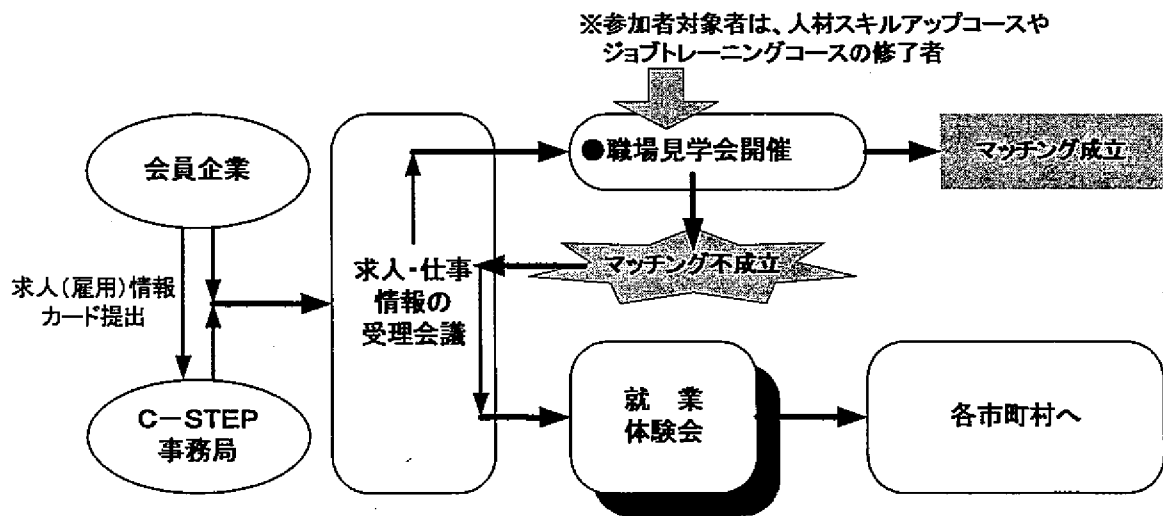 ※参加者対象者は、人材スキルアップコースや
ジョブトレーニングコースの修了者
会員企業
●職場見学会開催
マッチング成立
求人(雇用)情報
カード提出
求人・仕事
情報の
受理会議
マッチング不成立
C−STEP
事務局
就 業
体験会
各市町村へ